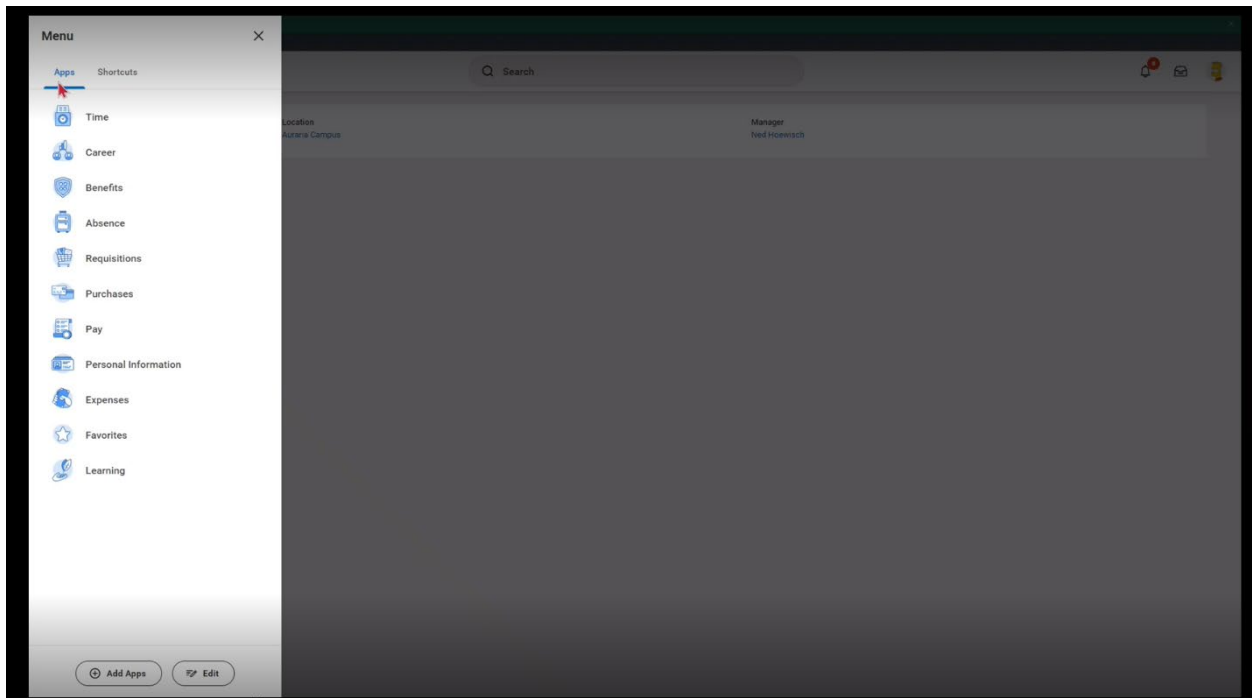 Menu
Apps Shortcuts
Search
Time
Location
Auraria Campus
Manager
Career
Benefits
Absence
Requisitions
Purchases
Pay
Personal Information
Expenses
Favorites
Learning
Add Apps Edit